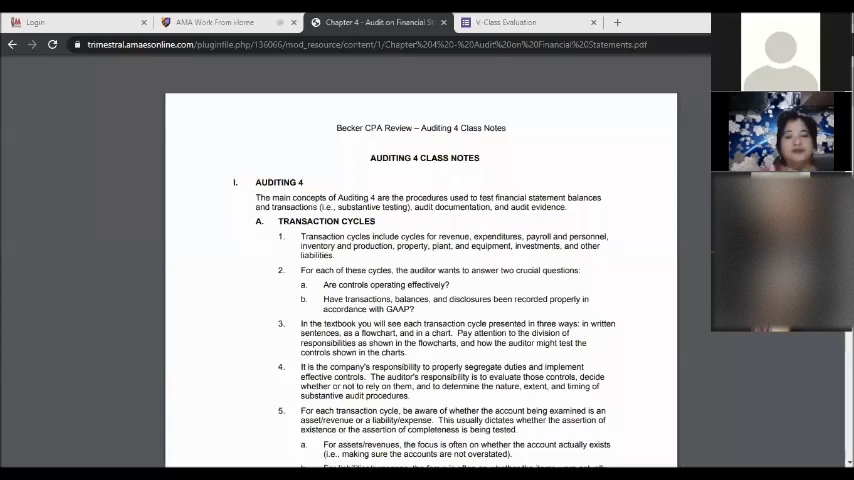 Login
AMA Work From Home
Chapter 4 - Audit on Financial St
V-Class Evaluation
trimestral.amaesonline.com/pluginfile.php/136066/mod_resource/content/1/Chapter%204%20-%20Audit%20on%20Financial%20Statements.pdf
Becker CPA Review – Auditing 4 Class Notes
AUDITING 4 CLASS NOTES
I. AUDITING 4
The main concepts of Auditing 4 are the procedures used to test financial statement balances
and transactions (i.e., substantive testing), audit documentation, and audit evidence.
A. TRANSACTION CYCLES
1. Transaction cycles include cycles for revenue, expenditures, payroll and personnel,
inventory and production, property, plant, and equipment, investments, and other
liabilities.
2. For each of these cycles, the auditor wants to answer two crucial questions:
a. Are controls operating effectively?
b. Have transactions, balances, and disclosures been recorded properly in
accordance with GAAP?
3. In the textbook you will see each transaction cycle presented in three ways: in written
sentences, as a flowchart, and in a chart. Pay attention to the division of
responsibilities as shown in the flowcharts, and how the auditor might test the
controls shown in the charts.
4. It is the company's responsibility to properly segregate duties and implement
effective controls. The auditor's responsibility is to evaluate those controls, decide
whether or not to rely on them, and to determine the nature, extent, and timing of
substantive audit procedures.
5. For each transaction cycle, be aware of whether the account being examined is an
asset/revenue or a liability/expense. This usually dictates whether the assertion of
existence or the assertion of completeness is being tested.
a. For assets/revenues, the focus is often on whether the account actually exists
(i.e., making sure the accounts are not overstated).